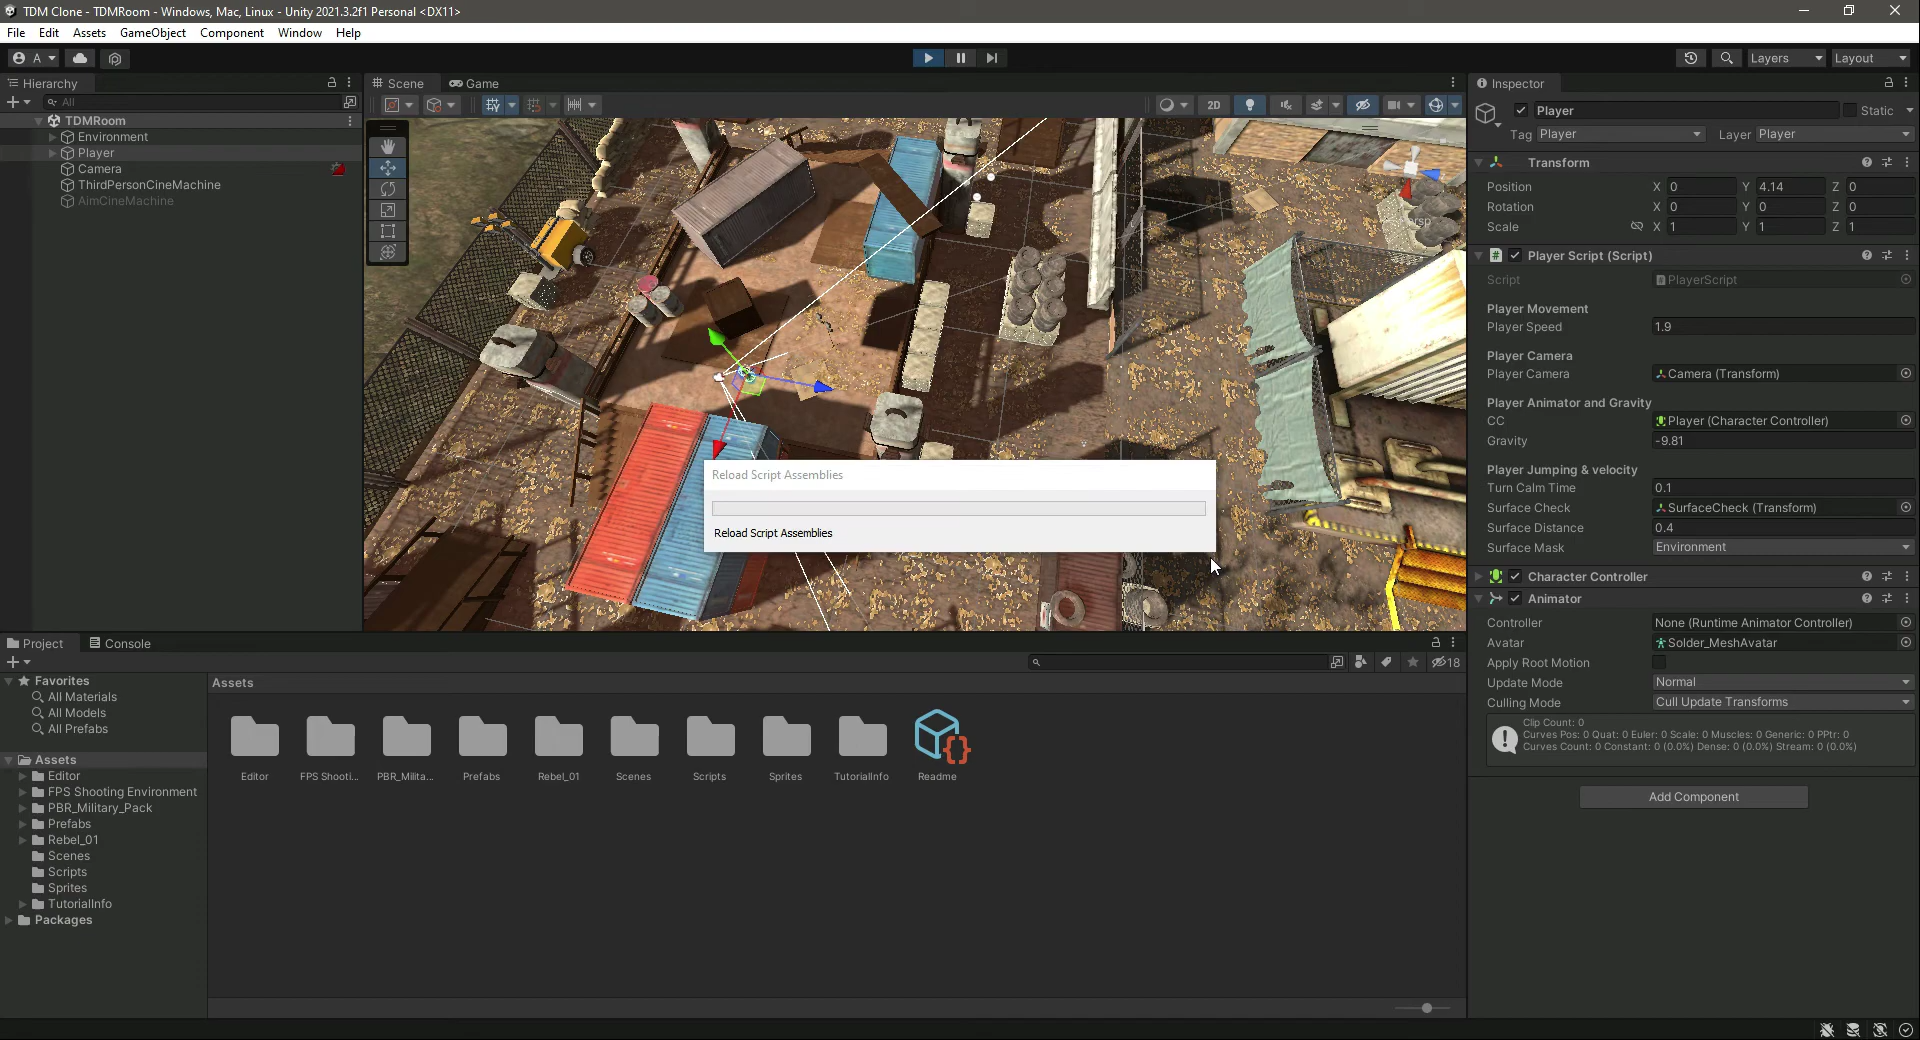 TDM Clone - TDMRoom - Windows, Mac, Linux - Unity 2021.3.2f1 Personal <DX11>
File Edit Assets GameObject Component Window Help
A Layers Layout
Hierarchy
All
TDMRoom
Environment
Player
Camera
ThirdPersonCineMachine
AimCineMachine
Scene Game
2D
Reload Script Assemblies
Reload Script Assemblies
Inspector
Player Static
Tag Player Layer Player
Transform
Position X 0 Y 4.14 Z 0
Rotation X 0 Y 0 Z 0
Scale X 1 Y 1 Z 1
Player Script (Script)
Script PlayerScript
Player Movement
Player Speed 1.9
Player Camera
Player Camera Camera (Transform)
Player Animator and Gravity
CC Player (Character Controller)
Gravity -9.81
Player Jumping & velocity
Turn Calm Time 0.1
Surface Check SurfaceCheck (Transform)
Surface Distance 0.4
Surface Mask Environment
Character Controller
Animator
Controller None (Runtime Animator Controller)
Avatar Solder_MeshAvatar
Apply Root Motion
Update Mode Normal
Culling Mode Cull Update Transforms
Clip Count: 0
Curves Pos: 0 Quat: 0 Euler: 0 Scale: 0 Muscles: 0 Generic: 0 PPtr: 0
Curves Count: 0 Constant: 0 (0.0%) Dense: 0 (0.0%) Stream: 0 (0.0%)
Add Component
Project Console
18
Favorites
All Materials
All Models
All Prefabs
Assets
Editor
FPS Shooting Environment
PBR_Military_Pack
Prefabs
Rebel_01
Scenes
Scripts
Sprites
TutorialInfo
Packages
Assets
Editor FPS Shooti... PBR_Milita... Prefabs Rebel_01 Scenes Scripts Sprites TutorialInfo Readme